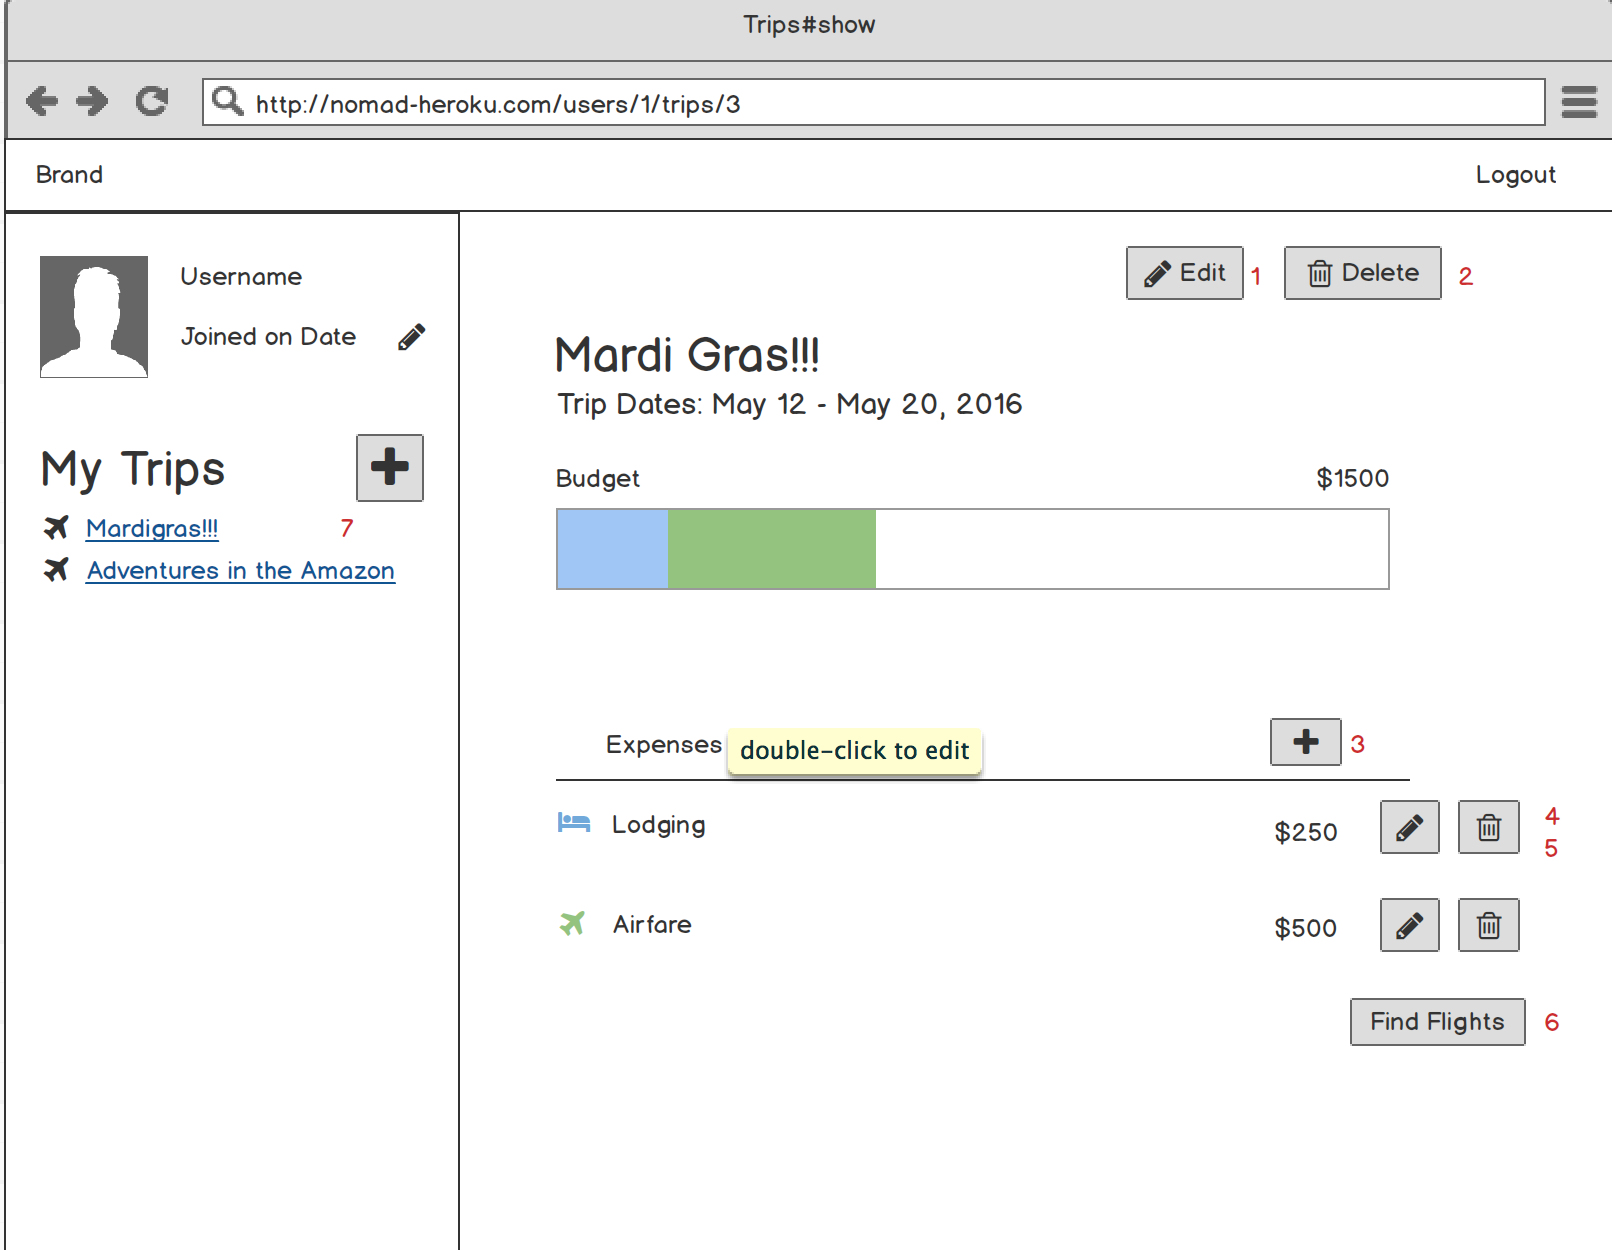 Trips#show
http://nomad-heroku.com/users/1/trips/3
Brand
Logout
Username
Joined on Date
My Trips
Mardigras!!! 7
Adventures in the Amazon
Edit 1
Delete 2
Mardi Gras!!!
Trip Dates: May 12 - May 20, 2016
Budget $1500
Expenses double-click to edit 3
Lodging $250 4
5
Airfare $500
Find Flights 6